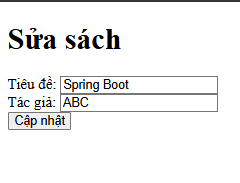 Sửa sách
Tiêu đề: Spring Boot
Tác giả: ABC
Cập nhật